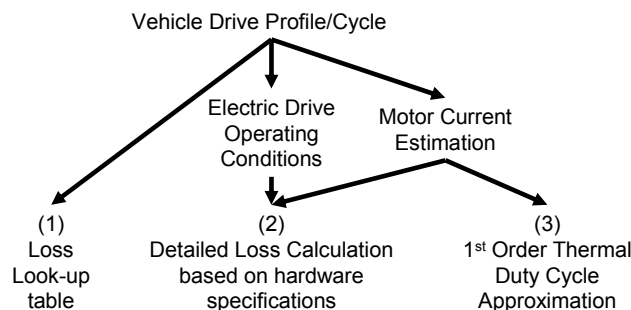 Vehicle Drive Profile/Cycle
Electric Drive
Operating
Conditions
Motor Current
Estimation
(1)
Loss
Look-up
table
(2)
Detailed Loss Calculation
based on hardware
specifications
(3)
1st Order Thermal
Duty Cycle
Approximation